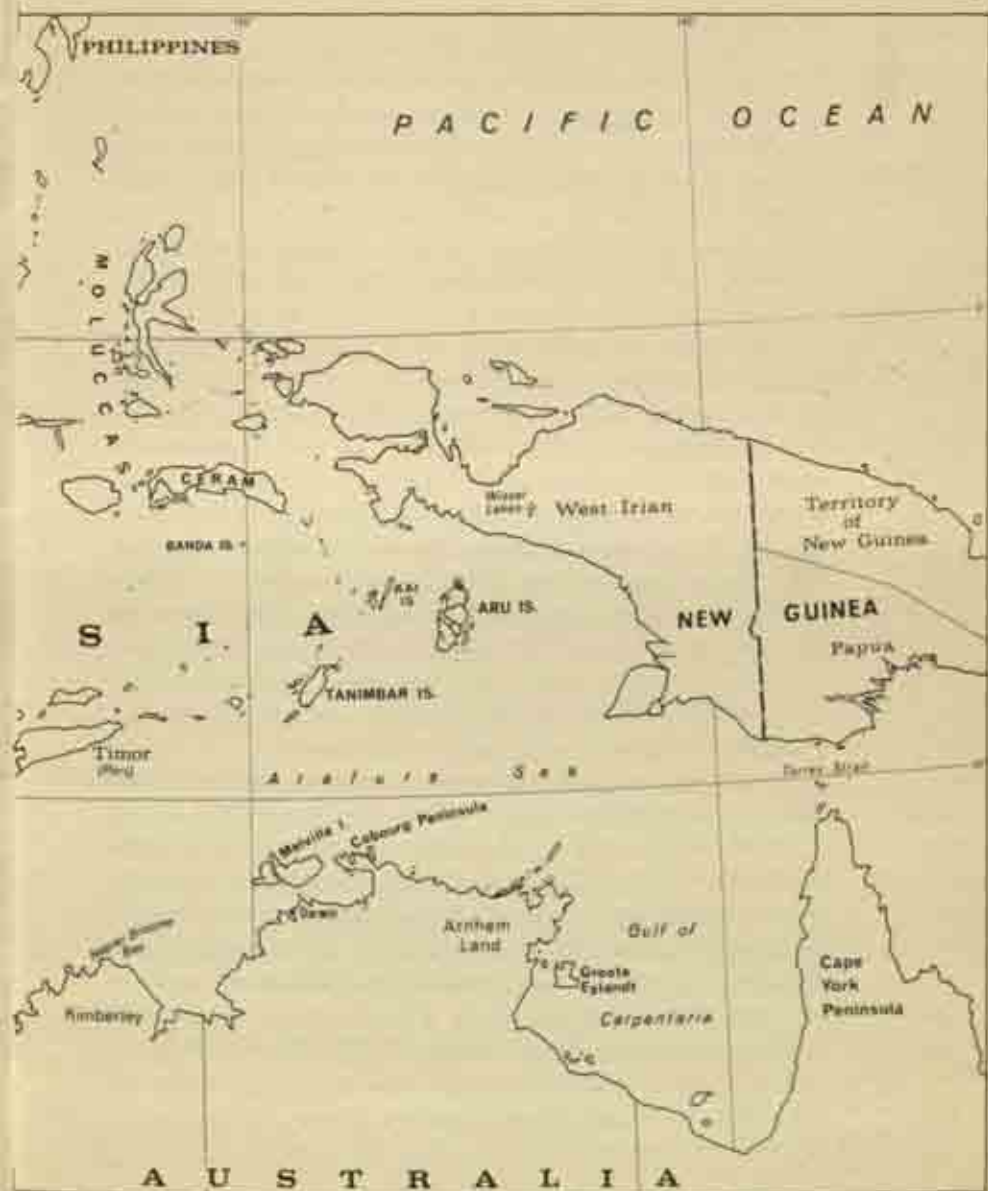 PHILIPPINES
PACIFIC OCEAN
MOLUCCAS
CERAM
West Irian
Territory
of
New Guinea
BANDA IS.
KAI
IS
ARU IS.
NEW GUINEA
SIA
Papua
TANIMBAR IS.
Timor
Arafura Sea
Torres Strait
Melville I.
Cobourg Peninsula
Arnhem
Land
Gulf of
Groote
Eylandt
Cape
York
Peninsula
Kimberley
Carpentaria
AUSTRALIA